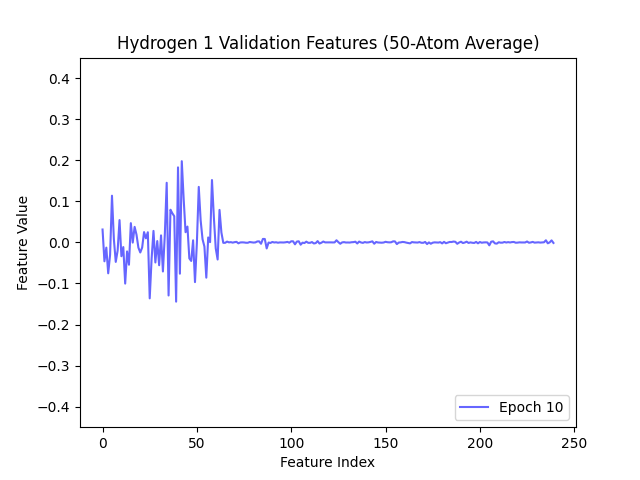 Hydrogen 1 Validation Features (50-Atom Average)
Feature Value
0.4
0.3
0.2
0.1
0.0
−0.1
−0.2
−0.3
−0.4
Epoch 10
0 50 100 150 200 250
Feature Index